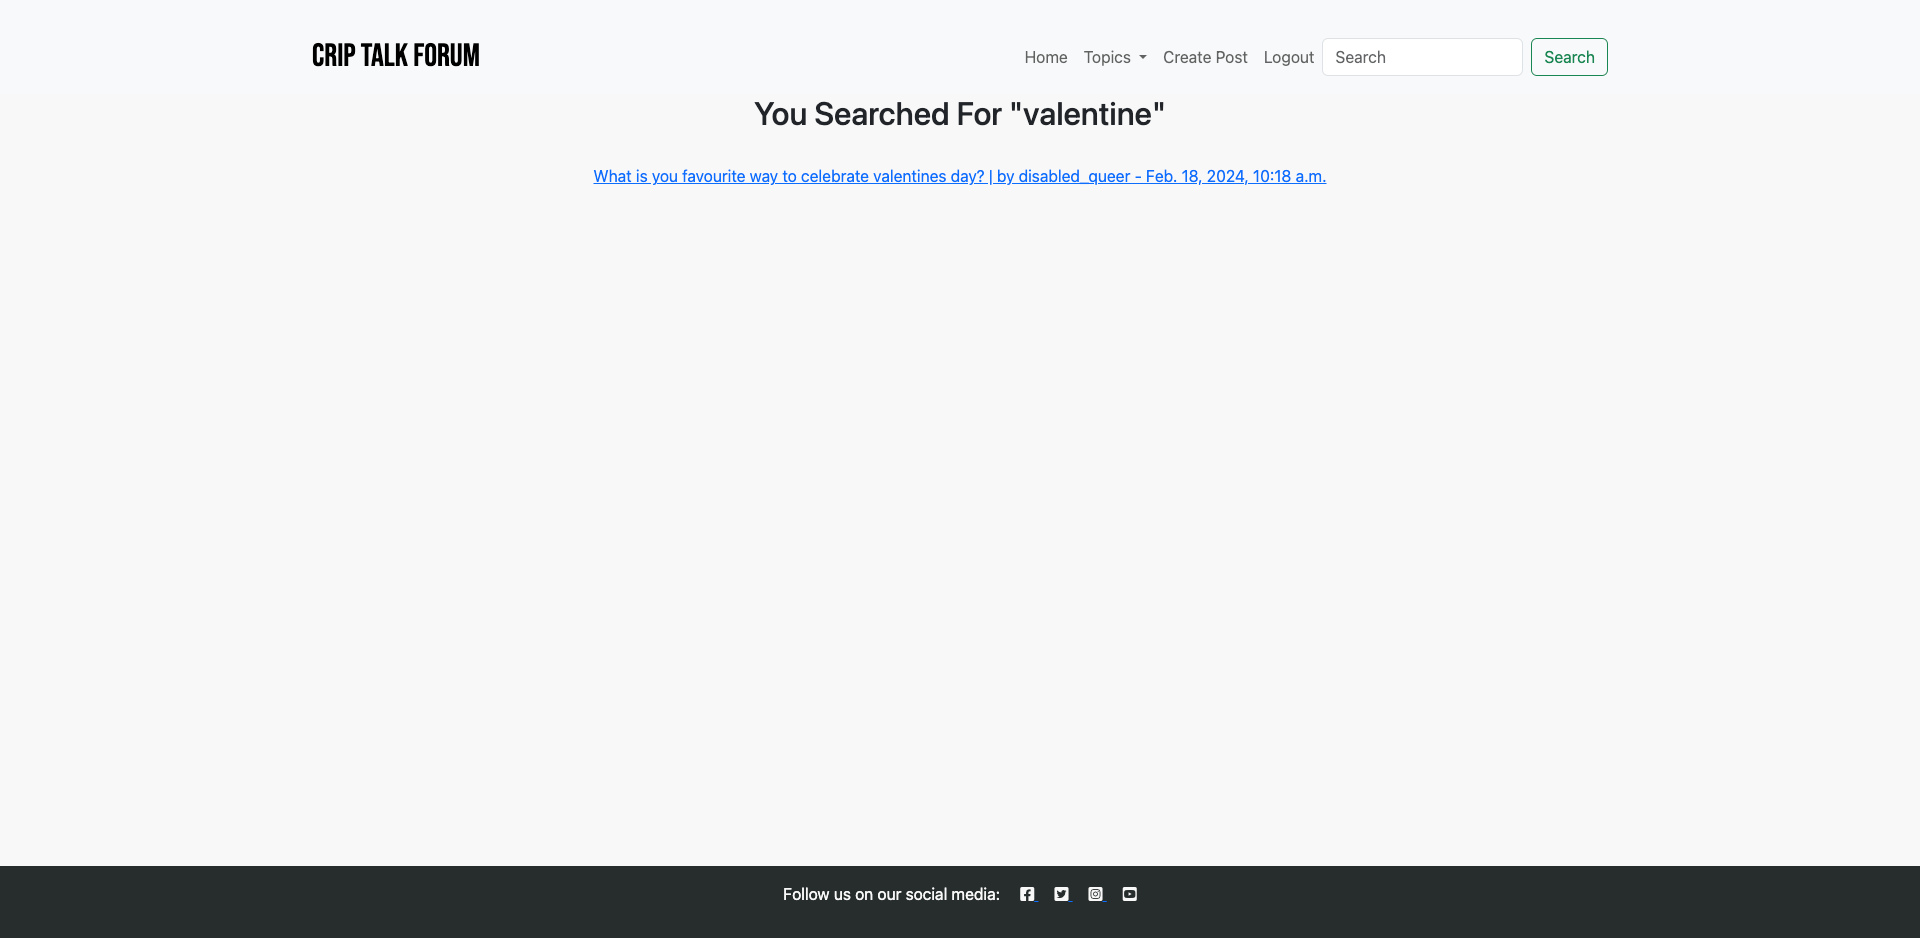 CRIP TALK FORUM
Home Topics Create Post Logout Search Search
You Searched For "valentine"
What is you favourite way to celebrate valentines day? | by disabled_queer - Feb. 18, 2024, 10:18 a.m.
Follow us on our social media: